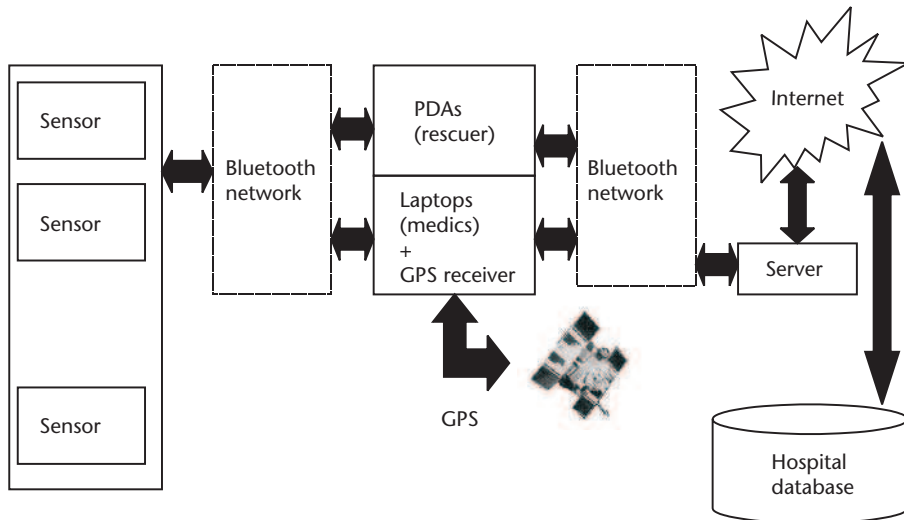 Sensor
Sensor
Sensor
Bluetooth
network
PDAs
(rescuer)
Laptops
(medics)
+
GPS receiver
GPS
Bluetooth
network
Internet
Server
Hospital
database